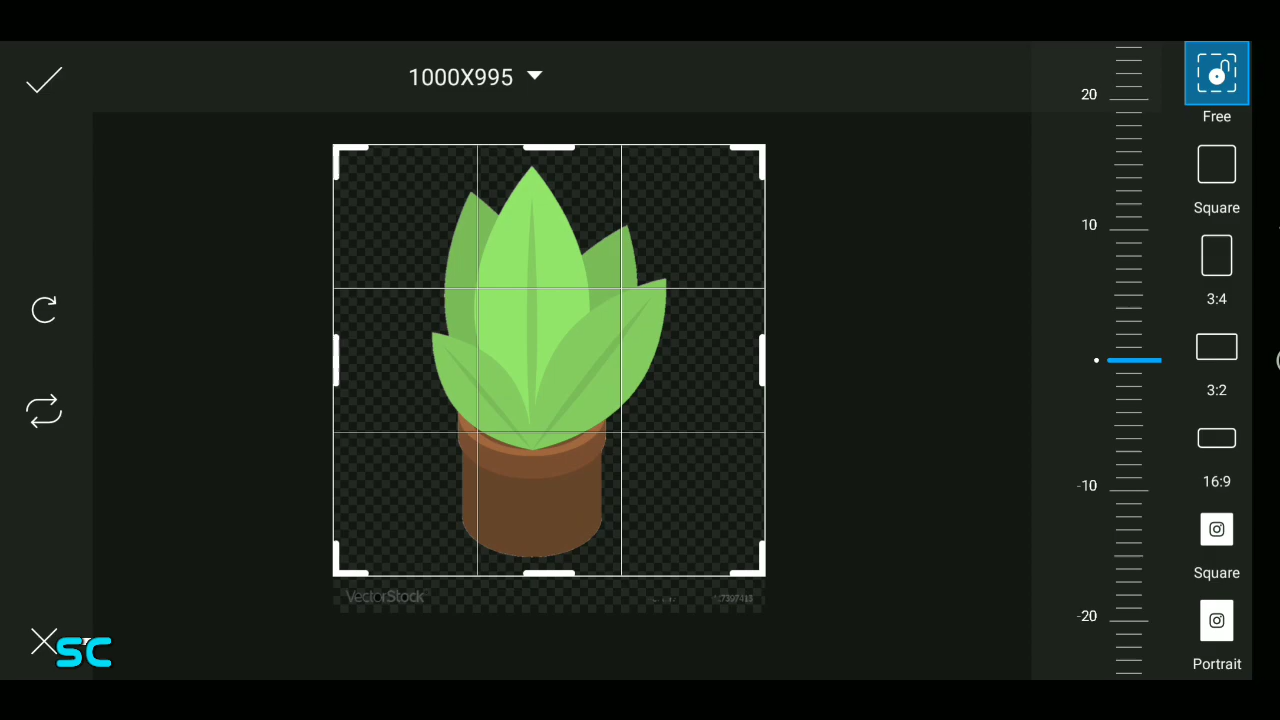 1000X995
20
10
-10
-20
Free
Square
3:4
3:2
16:9
Square
Portrait
VectorStock
SC